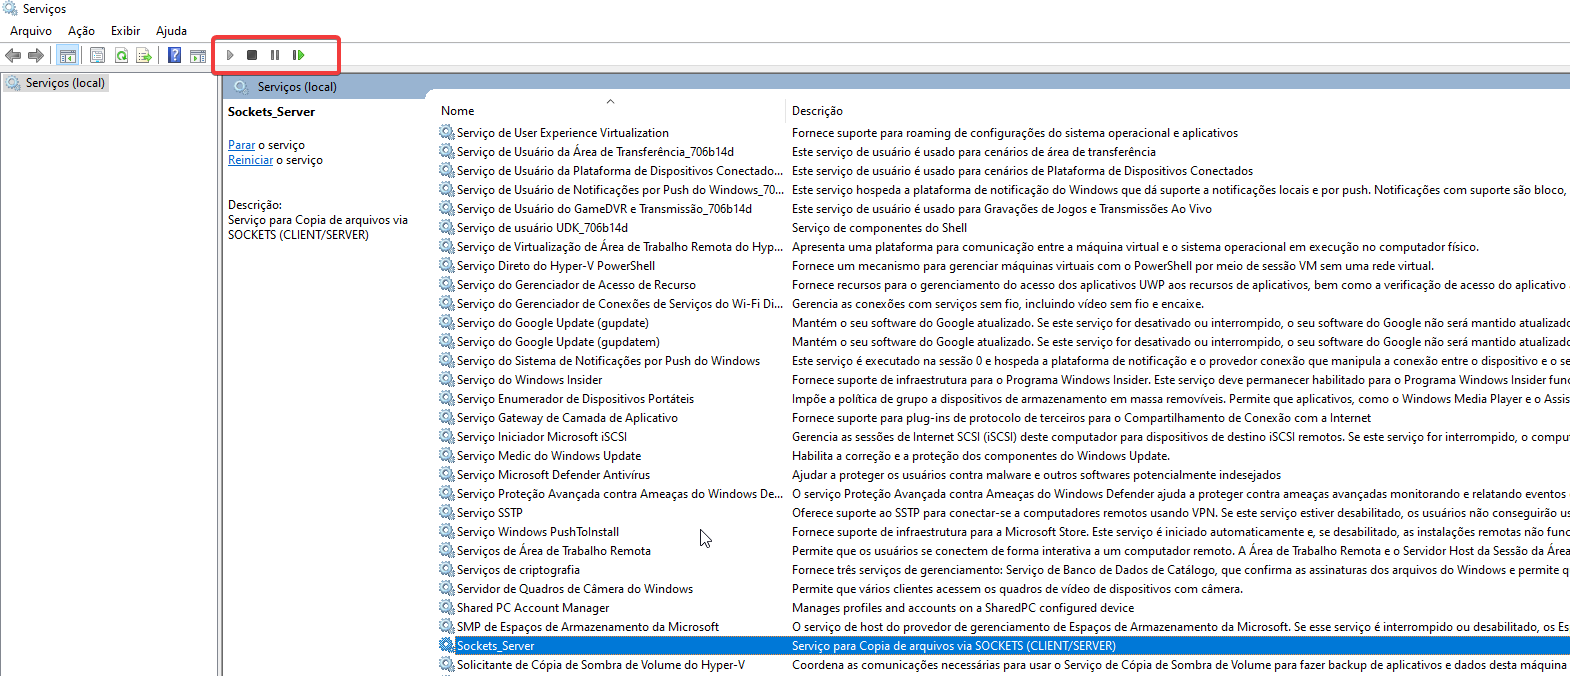 Serviços
Arquivo Ação Exibir Ajuda
Serviços (local)
Serviços (local)
Sockets_Server
Parar o serviço
Reiniciar o serviço
Descrição:
Serviço para Copia de arquivos via
SOCKETS (CLIENT/SERVER)
Nome Descrição
Serviço de User Experience Virtualization Fornece suporte para roaming de configurações do sistema operacional e aplicativos
Serviço de Usuário da Área de Transferência_706b14d Este serviço de usuário é usado para cenários de área de transferência
Serviço de Usuário da Plataforma de Dispositivos Conectado... Este serviço de usuário é usado para cenários de Plataforma de Dispositivos Conectados
Serviço de Usuário de Notificações por Push do Windows_70... Este serviço hospeda a plataforma de notificação do Windows que dá suporte a notificações locais e por push. Notificações com suporte são bloco,
Serviço de Usuário do GameDVR e Transmissão_706b14d Este serviço de usuário é usado para Gravações de Jogos e Transmissões Ao Vivo
Serviço de usuário UDK_706b14d Serviço de componentes do Shell
Serviço de Virtualização de Área de Trabalho Remota do Hyp... Apresenta uma plataforma para comunicação entre a máquina virtual e o sistema operacional em execução no computador físico.
Serviço Direto do Hyper-V PowerShell Fornece um mecanismo para gerenciar máquinas virtuais com o PowerShell por meio de sessão VM sem uma rede virtual.
Serviço do Gerenciador de Acesso de Recurso Fornece recursos para o gerenciamento do acesso dos aplicativos UWP aos recursos de aplicativos, bem como a verificação de acesso do aplicativo
Serviço do Gerenciador de Conexões de Serviços do Wi-Fi Di... Gerencia as conexões com serviços sem fio, incluindo vídeo sem fio e encaixe.
Serviço do Google Update (gupdate) Mantém o seu software do Google atualizado. Se este serviço for desativado ou interrompido, o seu software do Google não será mantido atualizado
Serviço do Google Update (gupdatem) Mantém o seu software do Google atualizado. Se este serviço for desativado ou interrompido, o seu software do Google não será mantido atualizado
Serviço do Sistema de Notificações por Push do Windows Este serviço é executado na sessão 0 e hospeda a plataforma de notificação e o provedor conexão que manipula a conexão entre o dispositivo e o se
Serviço do Windows Insider Fornece suporte de infraestrutura para o Programa Windows Insider. Este serviço deve permanecer habilitado para o Programa Windows Insider func
Serviço Enumerador de Dispositivos Portáteis Impõe a política de grupo a dispositivos de armazenamento em massa removíveis. Permite que aplicativos, como o Windows Media Player e o Assis
Serviço Gateway de Camada de Aplicativo Fornece suporte para plug-ins de protocolo de terceiros para o Compartilhamento de Conexão com a Internet
Serviço Iniciador Microsoft iSCSI Gerencia as sessões de Internet SCSI (iSCSI) deste computador para dispositivos de destino iSCSI remotos. Se este serviço for interrompido, o compu
Serviço Medic do Windows Update Habilita a correção e a proteção dos componentes do Windows Update.
Serviço Microsoft Defender Antivírus Ajudar a proteger os usuários contra malware e outros softwares potencialmente indesejados
Serviço Proteção Avançada contra Ameaças do Windows De... O serviço Proteção Avançada contra Ameaças do Windows Defender ajuda a proteger contra ameaças avançadas monitorando e relatando eventos
Serviço SSTP Oferece suporte ao SSTP para conectar-se a computadores remotos usando VPN. Se este serviço estiver desabilitado, os usuários não conseguirão us
Serviço Windows PushToInstall Fornece suporte de infraestrutura para a Microsoft Store. Este serviço é iniciado automaticamente e, se desabilitado, as instalações remotas não func
Serviços de Área de Trabalho Remota Permite que os usuários se conectem de forma interativa a um computador remoto. A Área de Trabalho Remota e o Servidor Host da Sessão da Área
Serviços de criptografia Fornece três serviços de gerenciamento: Serviço de Banco de Dados de Catálogo, que confirma as assinaturas dos arquivos do Windows e permite q
Servidor de Quadros de Câmera do Windows Permite que vários clientes acessem os quadros de vídeo de dispositivos com câmera.
Shared PC Account Manager Manages profiles and accounts on a SharedPC configured device
SMP de Espaços de Armazenamento da Microsoft O serviço de host do provedor de gerenciamento de Espaços de Armazenamento da Microsoft. Se esse serviço é interrompido ou desabilitado, os Es
Sockets_Server Serviço para Copia de arquivos via SOCKETS (CLIENT/SERVER)
Solicitante de Cópia de Sombra de Volume do Hyper-V Coordena as comunicações necessárias para usar o Serviço de Cópia de Sombra de Volume para fazer backup de aplicativos e dados desta máquina